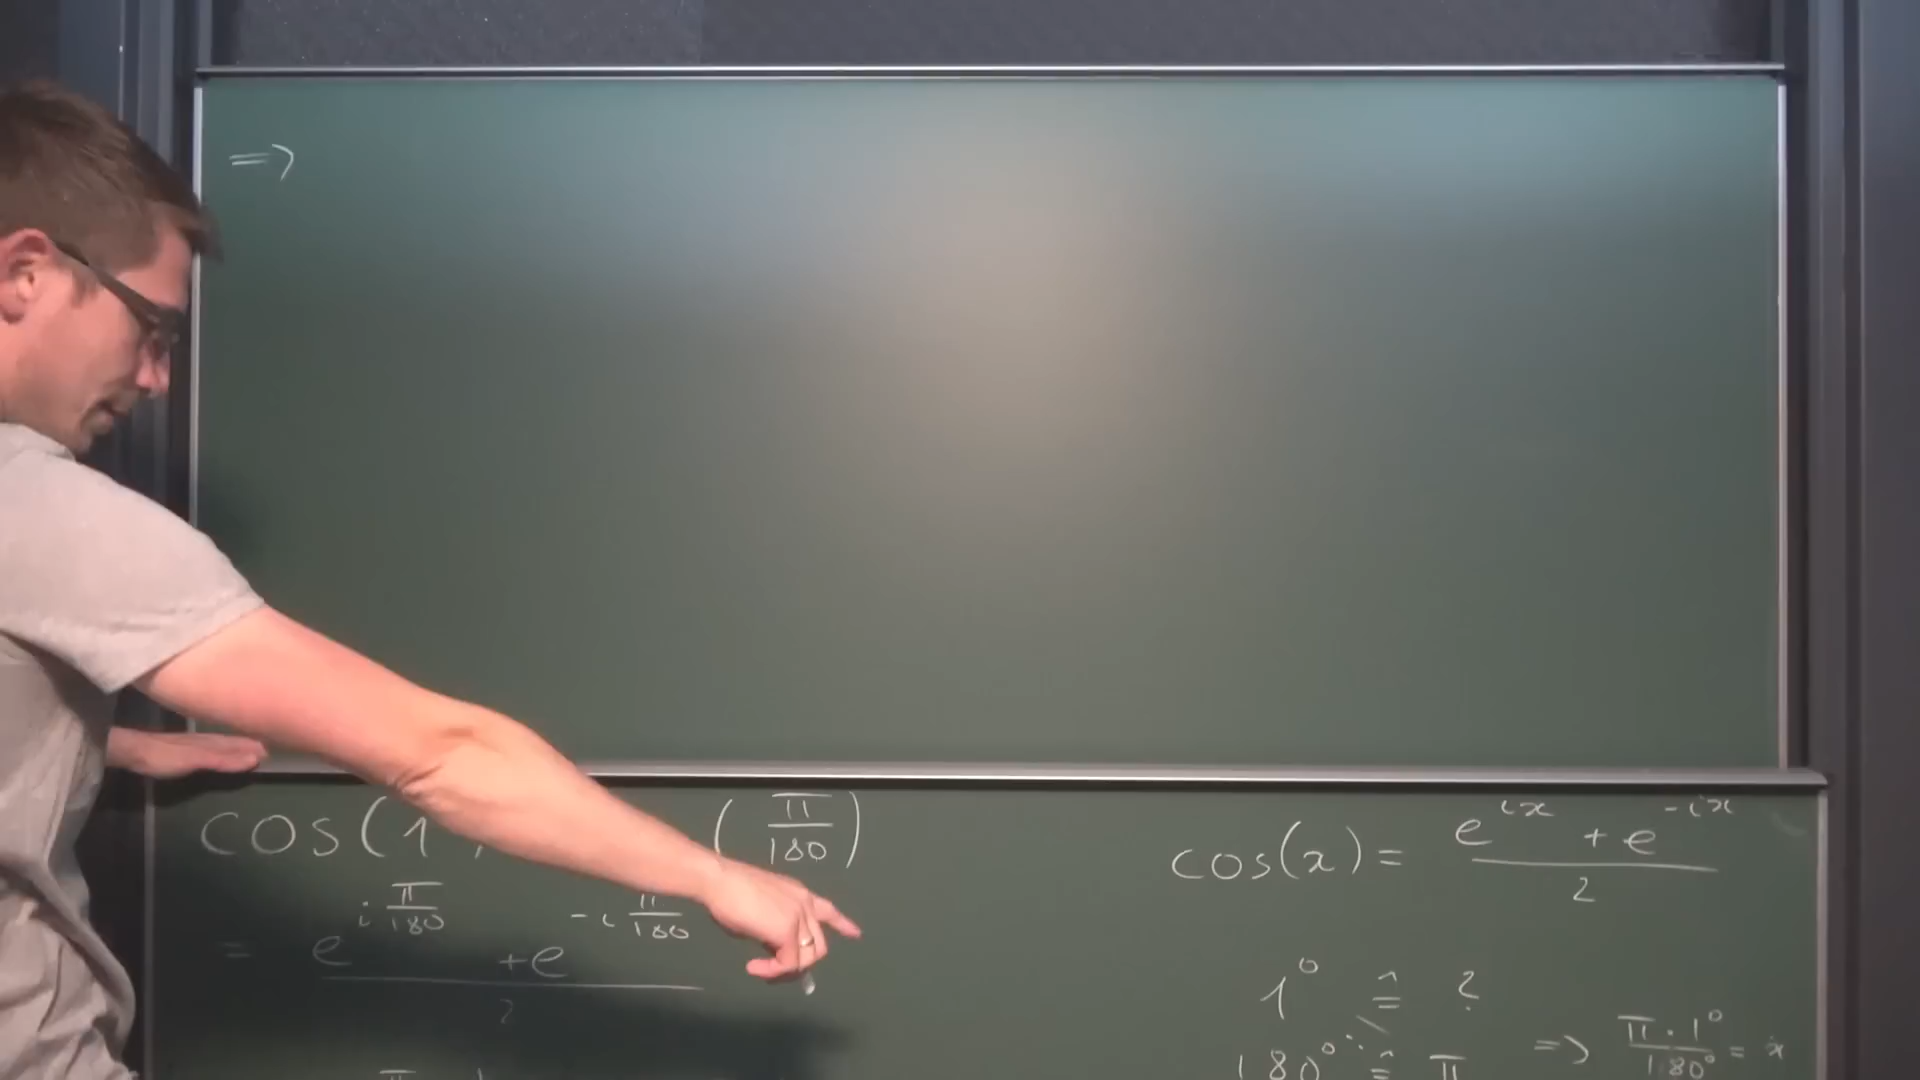 =>
cos(1 ( π/180 )
= e^(i π/180) + e^(-i π/180) / 2
cos(x) = e^(ix) + e^(-ix) / 2
1° ≙ ?
180° ≙ π => π · 1° / 180° = x